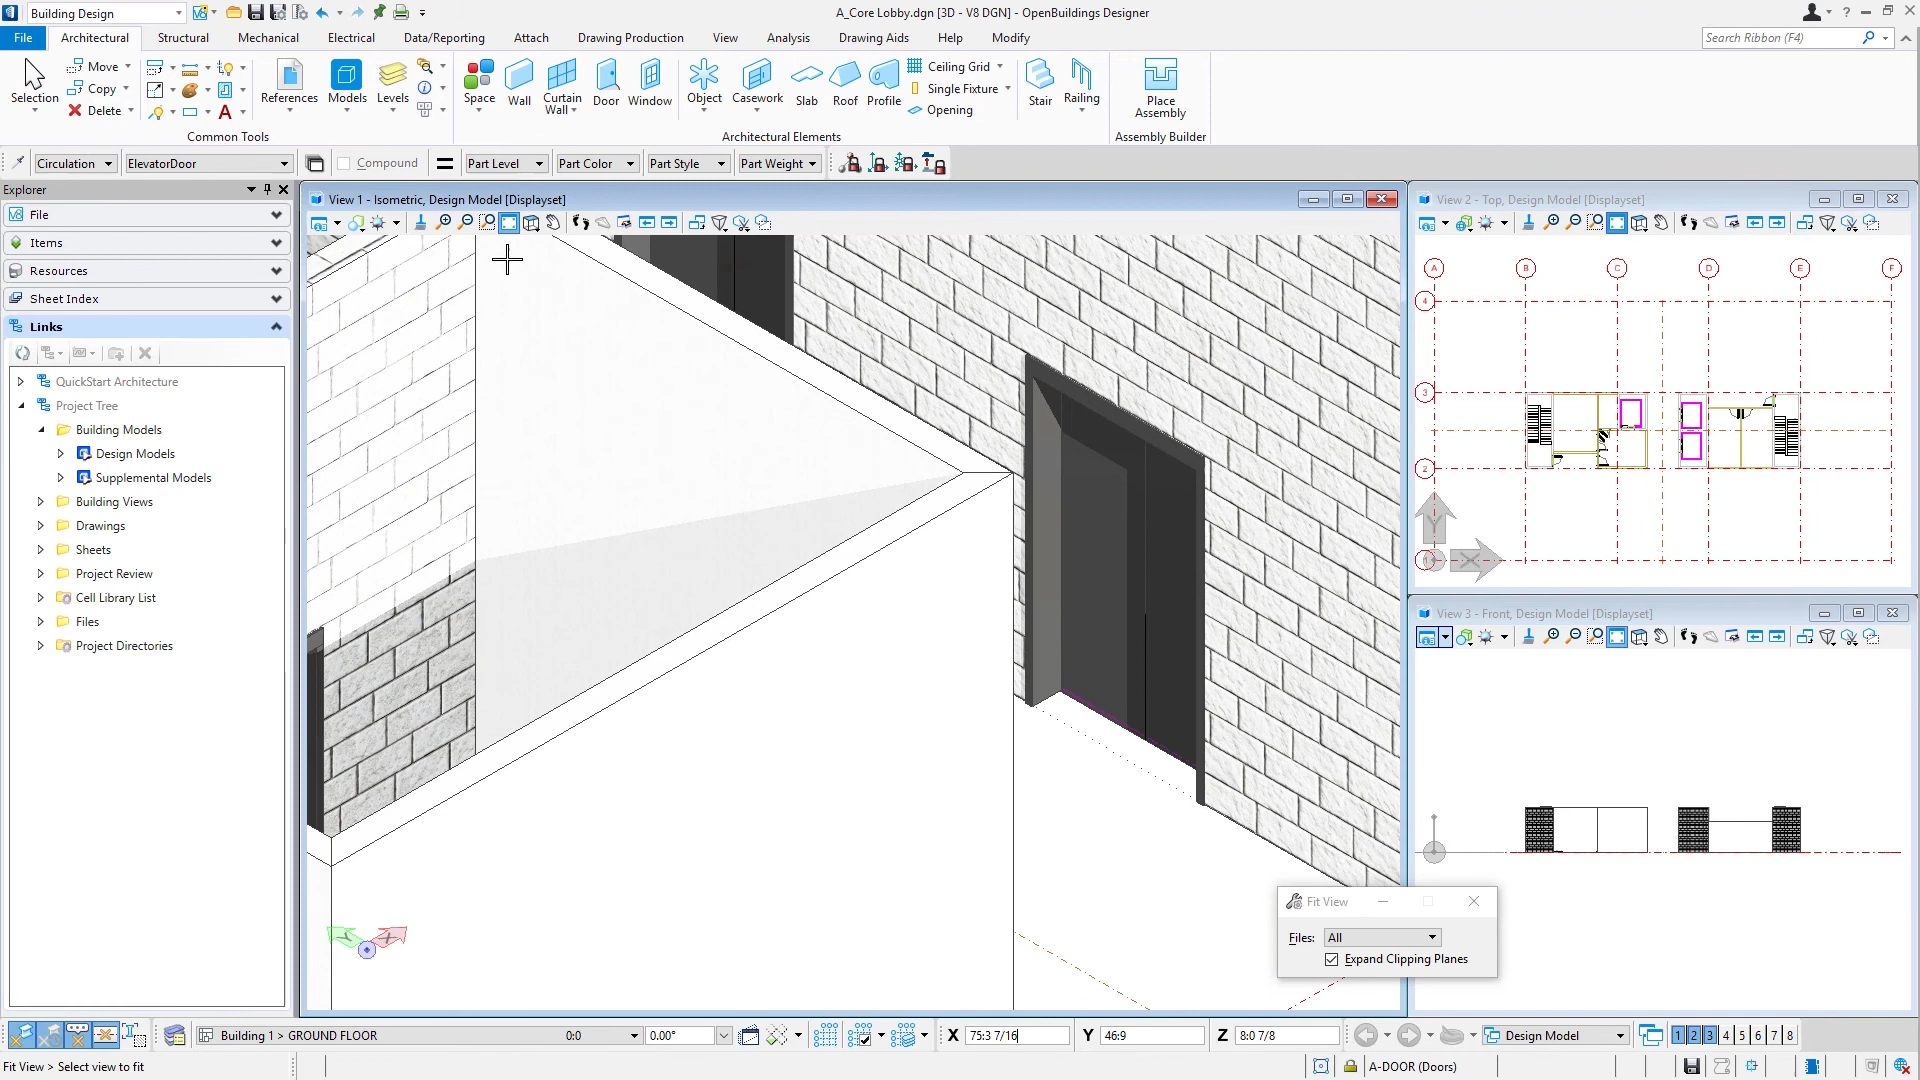 Building Design
A_Core Lobby.dgn [3D - V8 DGN] - OpenBuildings Designer
File
Architectural
Structural
Mechanical
Electrical
Data/Reporting
Attach
Drawing Production
View
Analysis
Drawing Aids
Help
Modify
Search Ribbon (F4)
Selection
Move
Copy
Delete
References
Models
Levels
Space
Wall
Curtain Wall
Door
Window
Object
Casework
Slab
Roof
Profile
Ceiling Grid
Single Fixture
Opening
Stair
Railing
Place Assembly
Common Tools
Architectural Elements
Assembly Builder
Circulation
ElevatorDoor
Compound
Part Level
Part Color
Part Style
Part Weight
Explorer
File
Items
Resources
Sheet Index
Links
QuickStart Architecture
Project Tree
Building Models
Design Models
Supplemental Models
Building Views
Drawings
Sheets
Project Review
Cell Library List
Files
Project Directories
View 1 - Isometric, Design Model [Displayset]
Y
X
View 2 - Top, Design Model [Displayset]
A
B
C
D
E
F
4
3
2
Y
X
View 3 - Front, Design Model [Displayset]
Fit View
Files:
All
Expand Clipping Planes
Building 1 > GROUND FLOOR
0:0
0.00°
X
75:3 7/16
Y
46:9
Z
8:0 7/8
Design Model
1 2 3 4 5 6 7 8
Fit View > Select view to fit
A-DOOR (Doors)